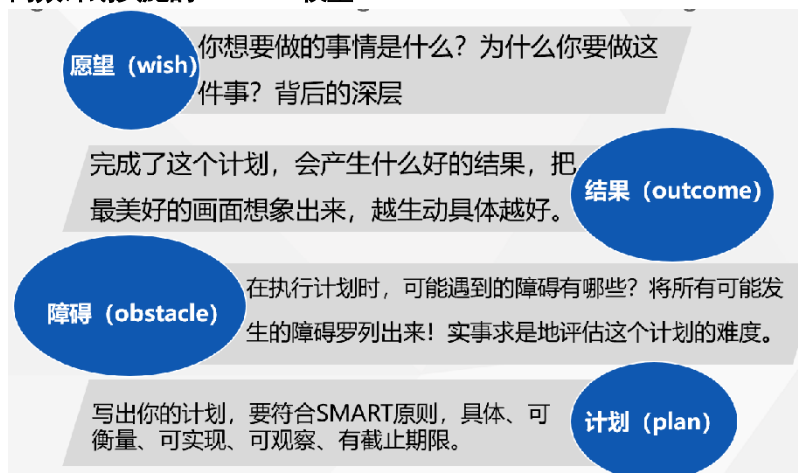 你想要做的事情是什么？为什么你要做这
愿望（wish）
件事？背后的深层
完成了这个计划，会产生什么好的结果，把
结果（outcome）
最美好的画面想象出来，越生动具体越好。
在执行计划时，可能遇到的障碍有哪些？将所有可能发
障碍（obstacle）
生的障碍罗列出来！实事求是地评估这个计划的难度。
写出你的计划，要符合SMART原则，具体、可
计划（plan）
衡量、可实现、可观察、有截止期限。